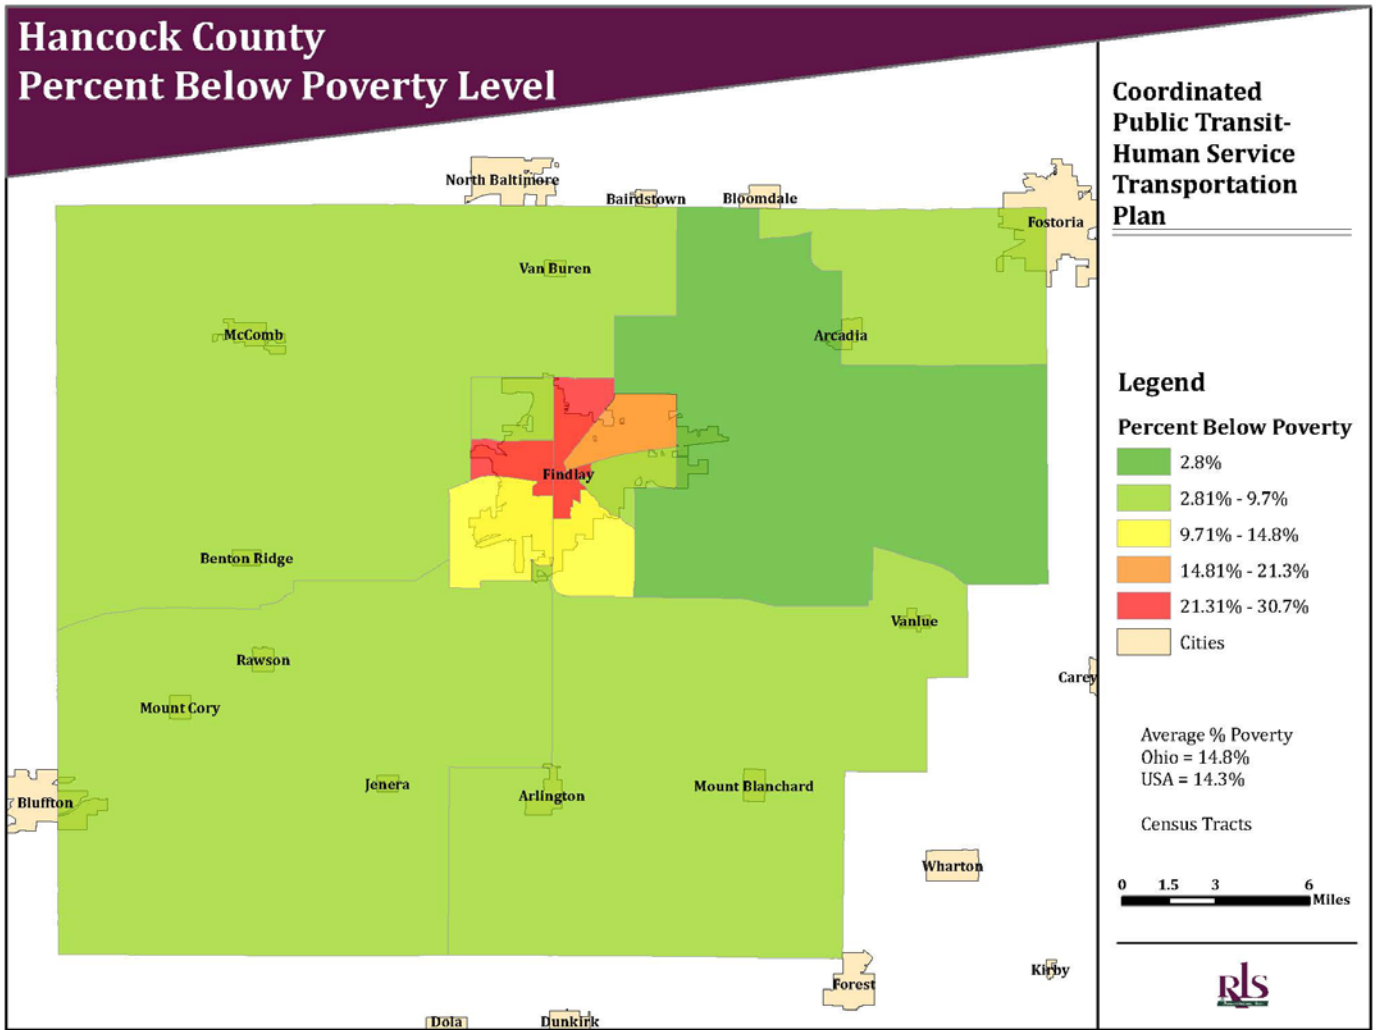 Hancock County
Percent Below Poverty Level
Coordinated
Public Transit-
Human Service
Transportation
Plan
North Baltimore
Bairdstown
Bloomdale
Fostoria
Van Buren
McComb
Arcadia
Findlay
Benton Ridge
Vanlue
Rawson
Carey
Mount Cory
Jenera
Arlington
Mount Blanchard
Bluffton
Wharton
Forest
Kirby
Dola
Dunkirk
Legend
Percent Below Poverty
2.8%
2.81% - 9.7%
9.71% - 14.8%
14.81% - 21.3%
21.31% - 30.7%
Cities
Average % Poverty
Ohio = 14.8%
USA = 14.3%
Census Tracts
0 1.5 3 6
Miles
RLS